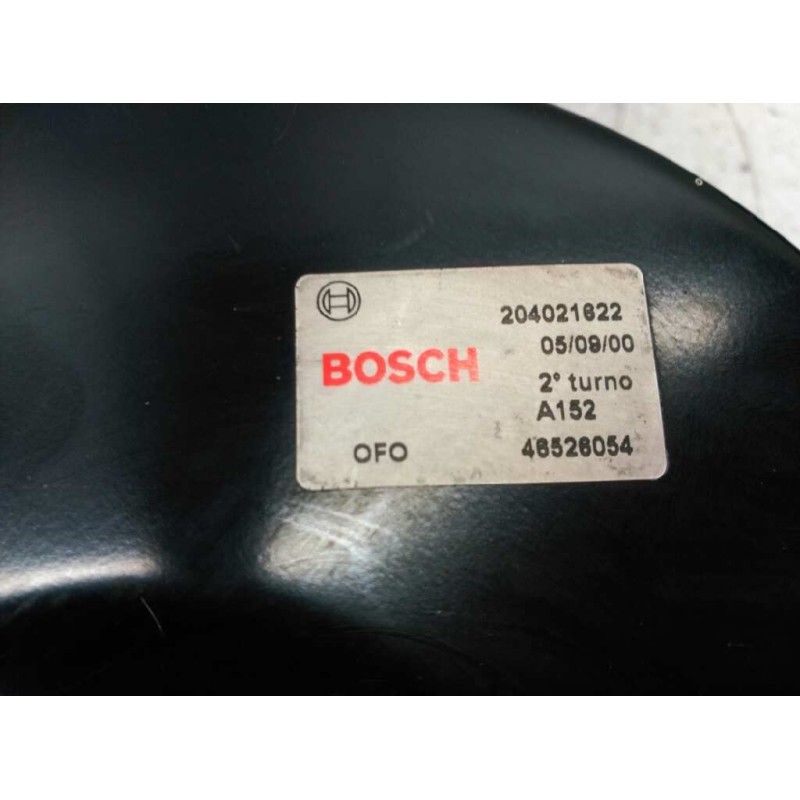 204021622
05/09/00
BOSCH
2° turno
A152
OFO 46526054